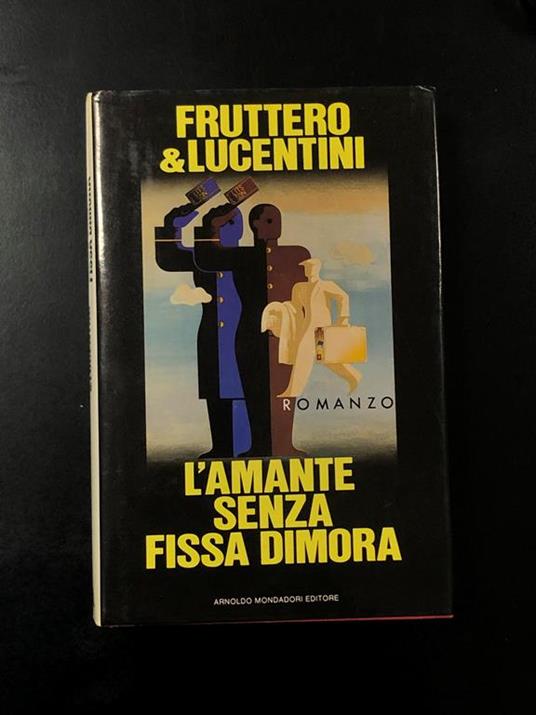 FRUTTERO
&LUCENTINI
ROMANZO
L'AMANTE
SENZA
FISSA DIMORA
ARNOLDO MONDADORI EDITORE